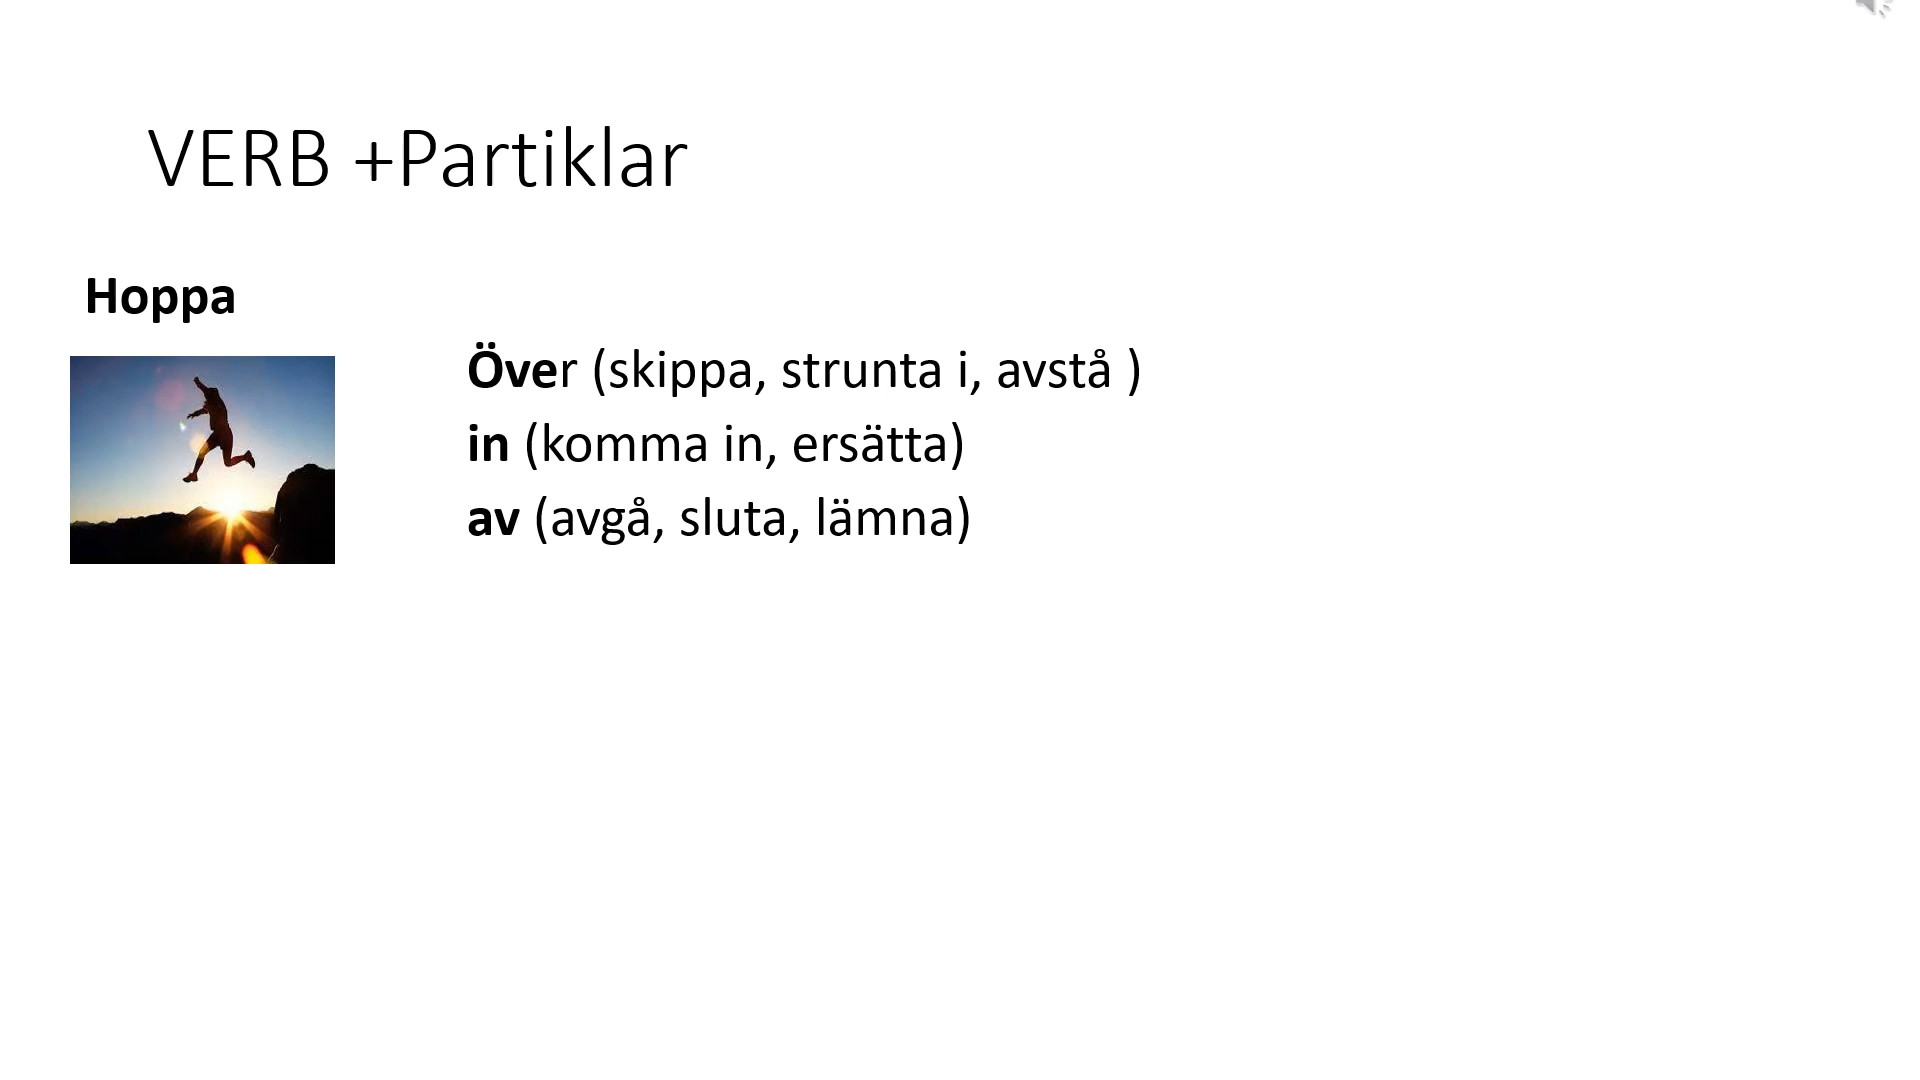 VERB +Partiklar
Hoppa
Över (skippa, strunta i, avstå )
in (komma in, ersätta)
av (avgå, sluta, lämna)